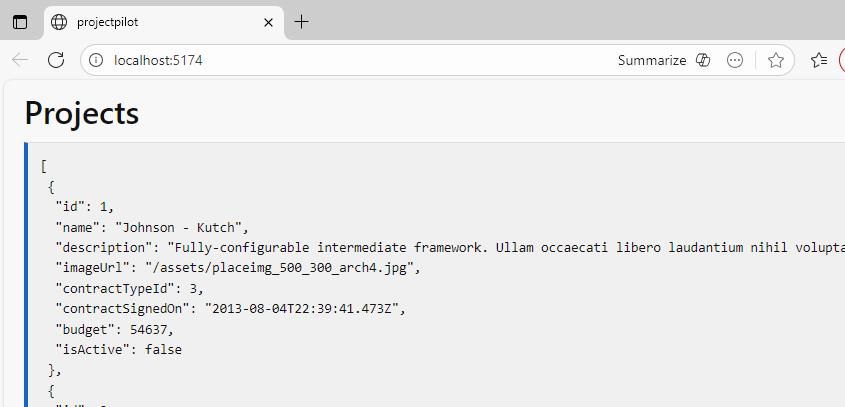 projectpilot
localhost:5174
Summarize
Projects
[
{
"id": 1,
"name": "Johnson - Kutch",
"description": "Fully-configurable intermediate framework. Ullam occaecati libero laudantium nihil volupta
"imageUrl": "/assets/placeimg_500_300_arch4.jpg",
"contractTypeId": 3,
"contractSignedOn": "2013-08-04T22:39:41.473Z",
"budget": 54637,
"isActive": false
},
{